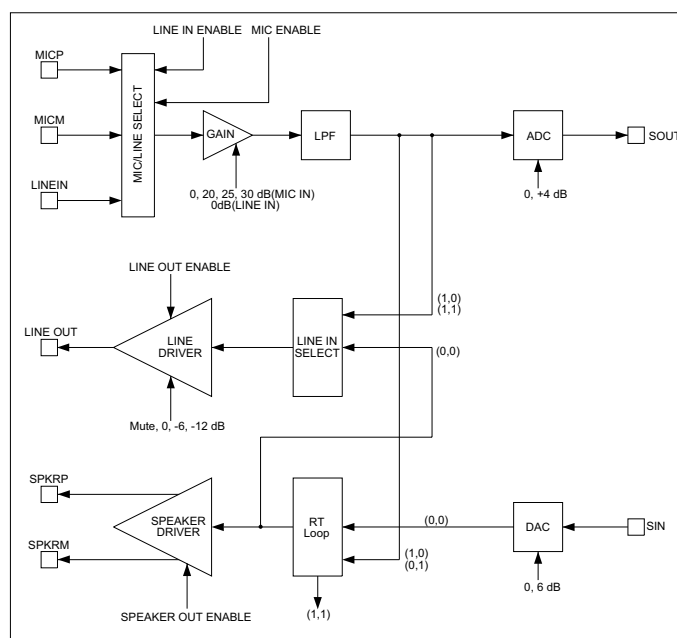 LINE IN ENABLE
MIC ENABLE
MICP
MICM
LINEIN
MIC/LINE SELECT
GAIN
LPF
ADC
SOUT
0, 20, 25, 30 dB(MIC IN)
0dB(LINE IN)
0, +4 dB
LINE OUT ENABLE
(1,0)
(1,1)
LINE OUT
LINE
DRIVER
LINE IN
SELECT
(0,0)
Mute, 0, -6, -12 dB
SPKRP
SPKRM
SPEAKER
DRIVER
RT
Loop
(0,0)
DAC
SIN
(1,0)
(0,1)
0, 6 dB
SPEAKER OUT ENABLE
(1,1)